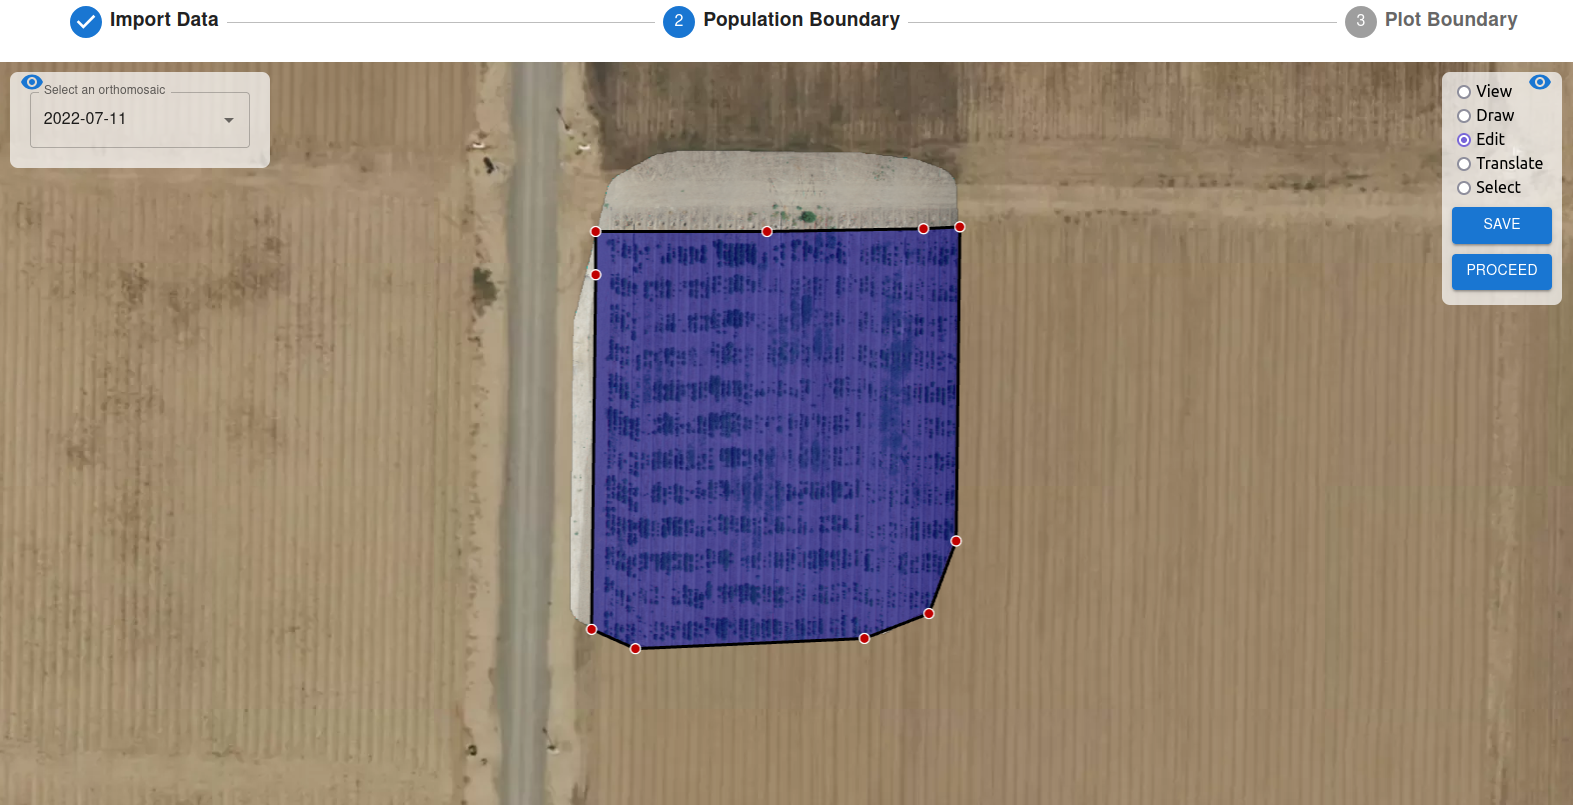 Import Data
2 Population Boundary
3 Plot Boundary
Select an orthomosaic
2022-07-11
View
Draw
Edit
Translate
Select
SAVE
PROCEED